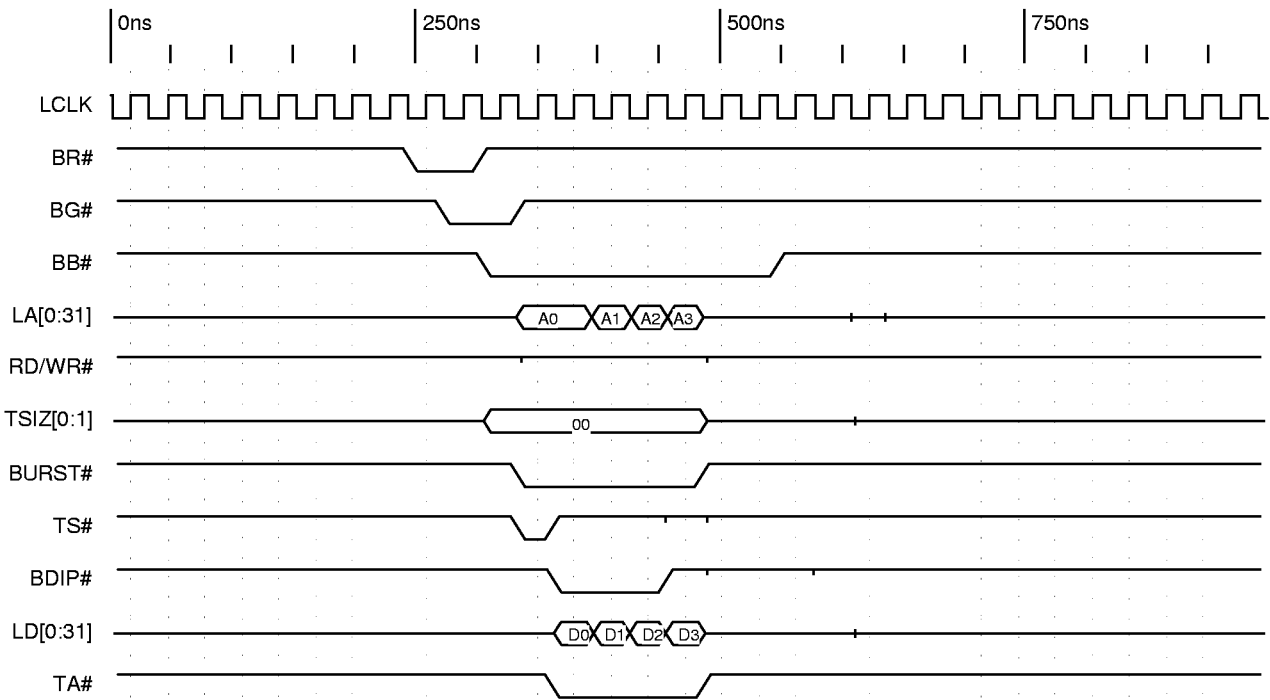 0ns 250ns 500ns 750ns
LCLK
BR#
BG#
BB#
LA[0:31] A0 A1 A2 A3
RD/WR#
TSIZ[0:1] 00
BURST#
TS#
BDIP#
LD[0:31] D0 D1 D2 D3
TA#